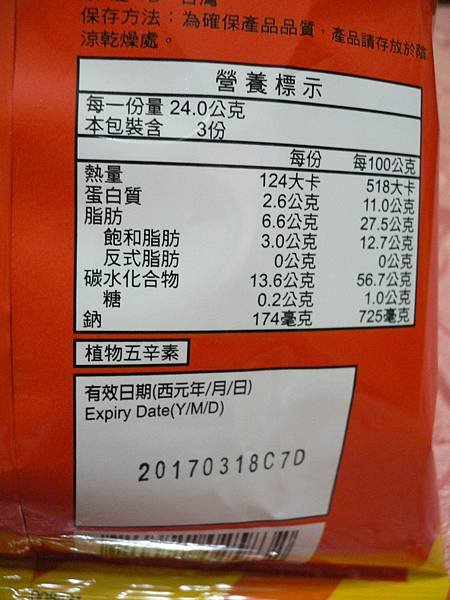 保存方法：為確保產品品質，產品請存放於陰
涼乾燥處。
營養標示
每一份量 24.0公克
本包裝含 3份
每份 每100公克
熱量 124大卡 518大卡
蛋白質 2.6公克 11.0公克
脂肪 6.6公克 27.5公克
飽和脂肪 3.0公克 12.7公克
反式脂肪 0公克 0公克
碳水化合物 13.6公克 56.7公克
糖 0.2公克 1.0公克
鈉 174毫克 725毫克
植物五辛素
有效日期(西元年/月/日)
Expiry Date(Y/M/D)
20170318C7D